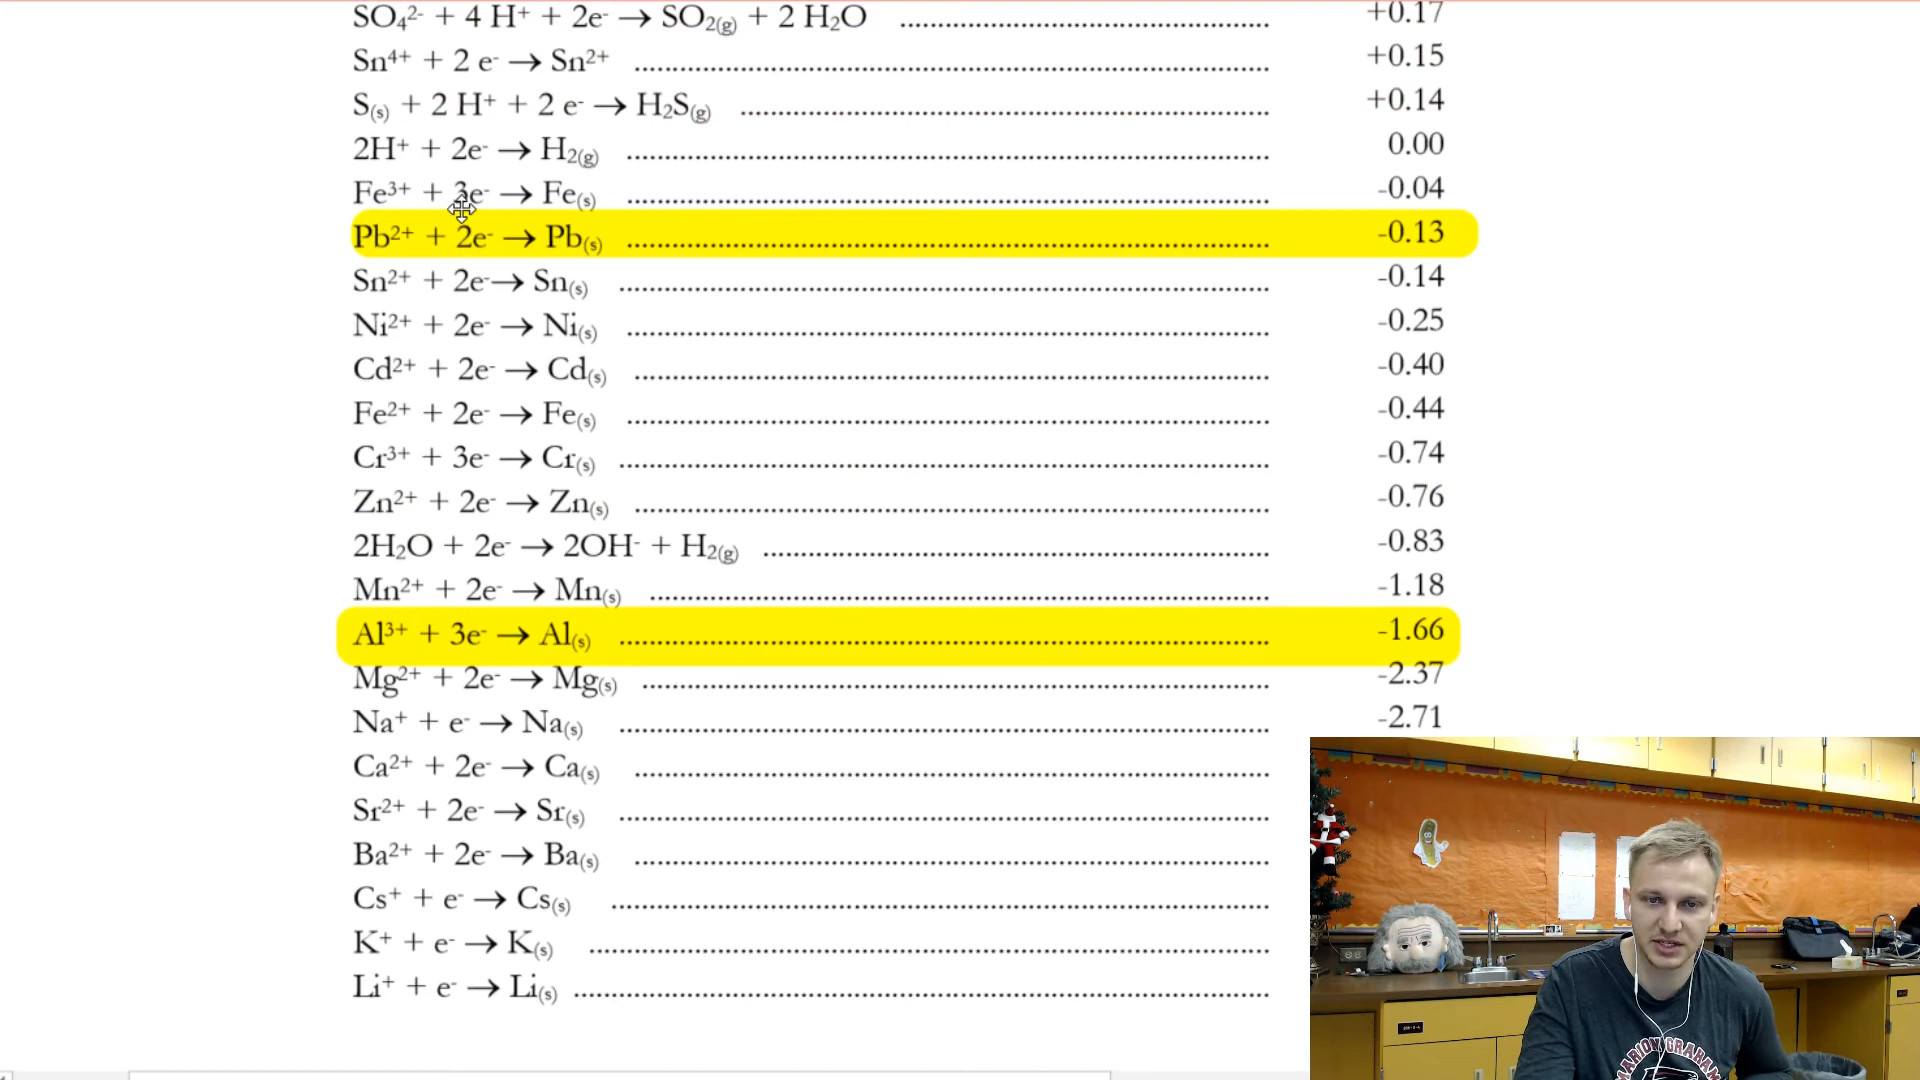 SO₄²⁻ + 4 H⁺ + 2e⁻ → SO₂(g) + 2 H₂O ........................ +0.17
Sn⁴⁺ + 2 e⁻ → Sn²⁺ ........................ +0.15
S(s) + 2 H⁺ + 2 e⁻ → H₂S(g) ........................ +0.14
2H⁺ + 2e⁻ → H₂(g) ........................ 0.00
Fe³⁺ + 3e⁻ → Fe(s) ........................ -0.04
Pb²⁺ + 2e⁻ → Pb(s) ........................ -0.13
Sn²⁺ + 2e⁻→ Sn(s) ........................ -0.14
Ni²⁺ + 2e⁻ → Ni(s) ........................ -0.25
Cd²⁺ + 2e⁻ → Cd(s) ........................ -0.40
Fe²⁺ + 2e⁻ → Fe(s) ........................ -0.44
Cr³⁺ + 3e⁻ → Cr(s) ........................ -0.74
Zn²⁺ + 2e⁻ → Zn(s) ........................ -0.76
2H₂O + 2e⁻ → 2OH⁻ + H₂(g) ........................ -0.83
Mn²⁺ + 2e⁻ → Mn(s) ........................ -1.18
Al³⁺ + 3e⁻ → Al(s) ........................ -1.66
Mg²⁺ + 2e⁻ → Mg(s) ........................ -2.37
Na⁺ + e⁻ → Na(s) ........................ -2.71
Ca²⁺ + 2e⁻ → Ca(s) ........................
Sr²⁺ + 2e⁻ → Sr(s) ........................
Ba²⁺ + 2e⁻ → Ba(s) ........................
Cs⁺ + e⁻ → Cs(s) ........................
K⁺ + e⁻ → K(s) ........................
Li⁺ + e⁻ → Li(s) ........................
MARION GRAHAM